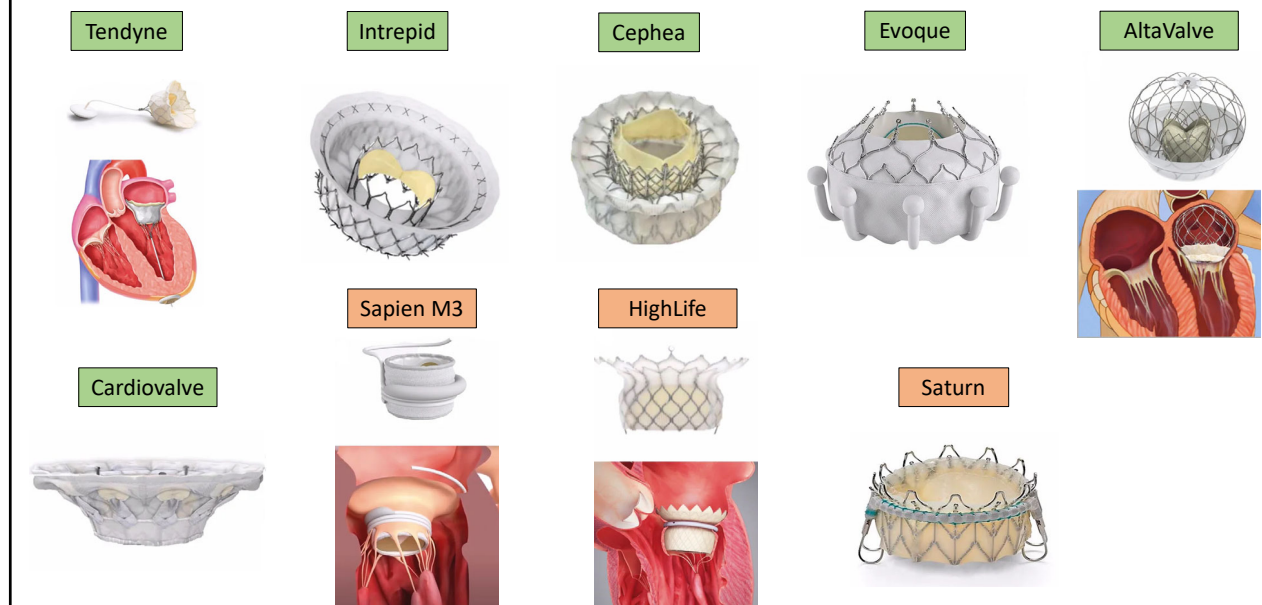 Tendyne
Intrepid
Cephea
Evoque
AltaValve
Sapien M3
HighLife
Cardiovalve
Saturn